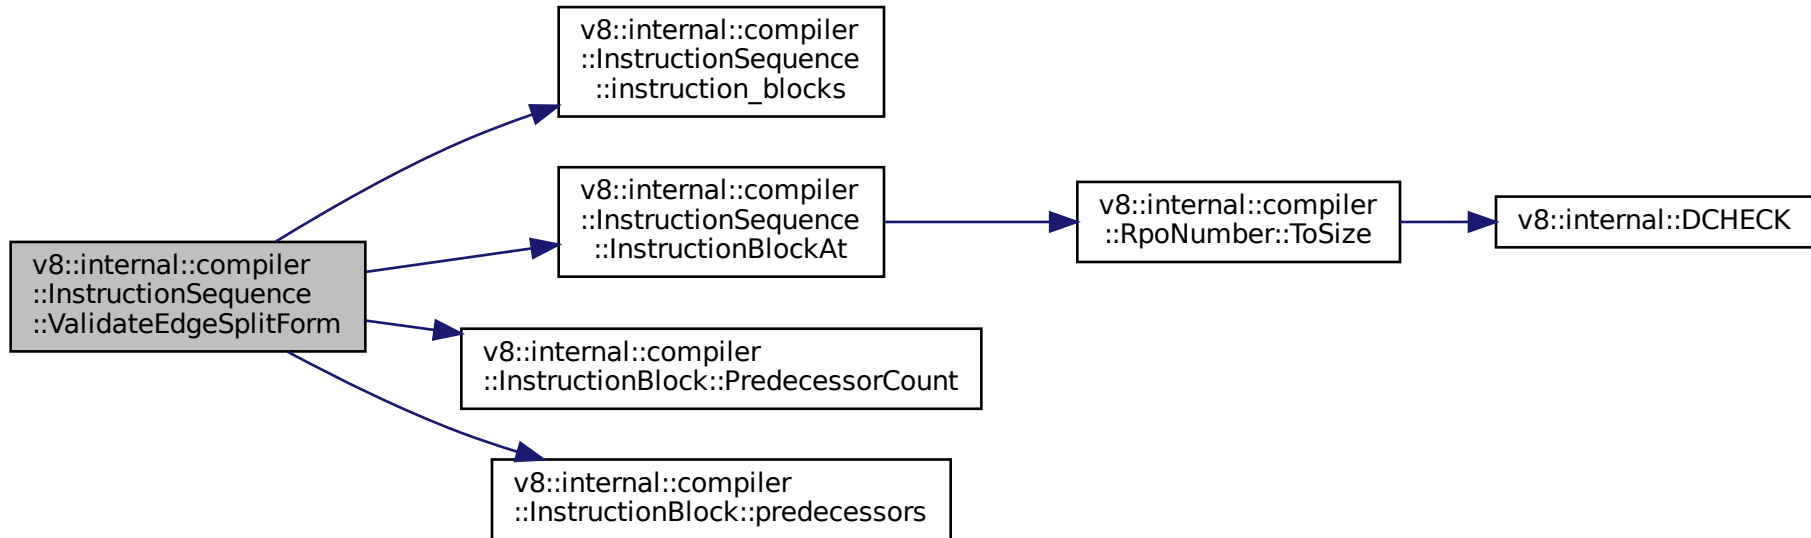 v8::internal::compiler
::InstructionSequence
::instruction_blocks
v8::internal::compiler
::InstructionSequence
::InstructionBlockAt
v8::internal::compiler
::RpoNumber::ToSize
v8::internal::DCHECK
v8::internal::compiler
::InstructionSequence
::ValidateEdgeSplitForm
v8::internal::compiler
::InstructionBlock::PredecessorCount
v8::internal::compiler
::InstructionBlock::predecessors